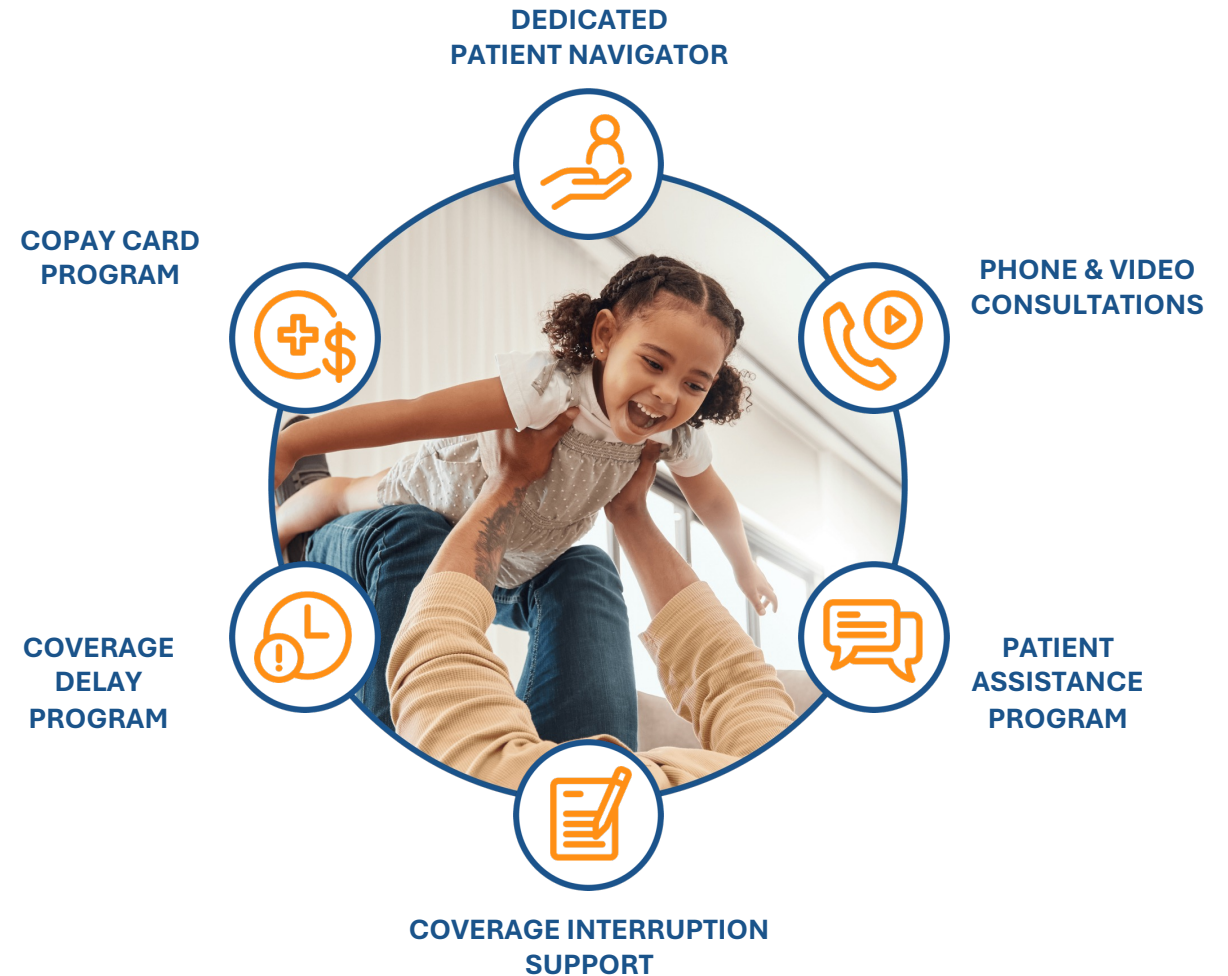 DEDICATED
PATIENT NAVIGATOR
COPAY CARD
PROGRAM
PHONE & VIDEO
CONSULTATIONS
COVERAGE
DELAY
PROGRAM
PATIENT
ASSISTANCE
PROGRAM
COVERAGE INTERRUPTION
SUPPORT